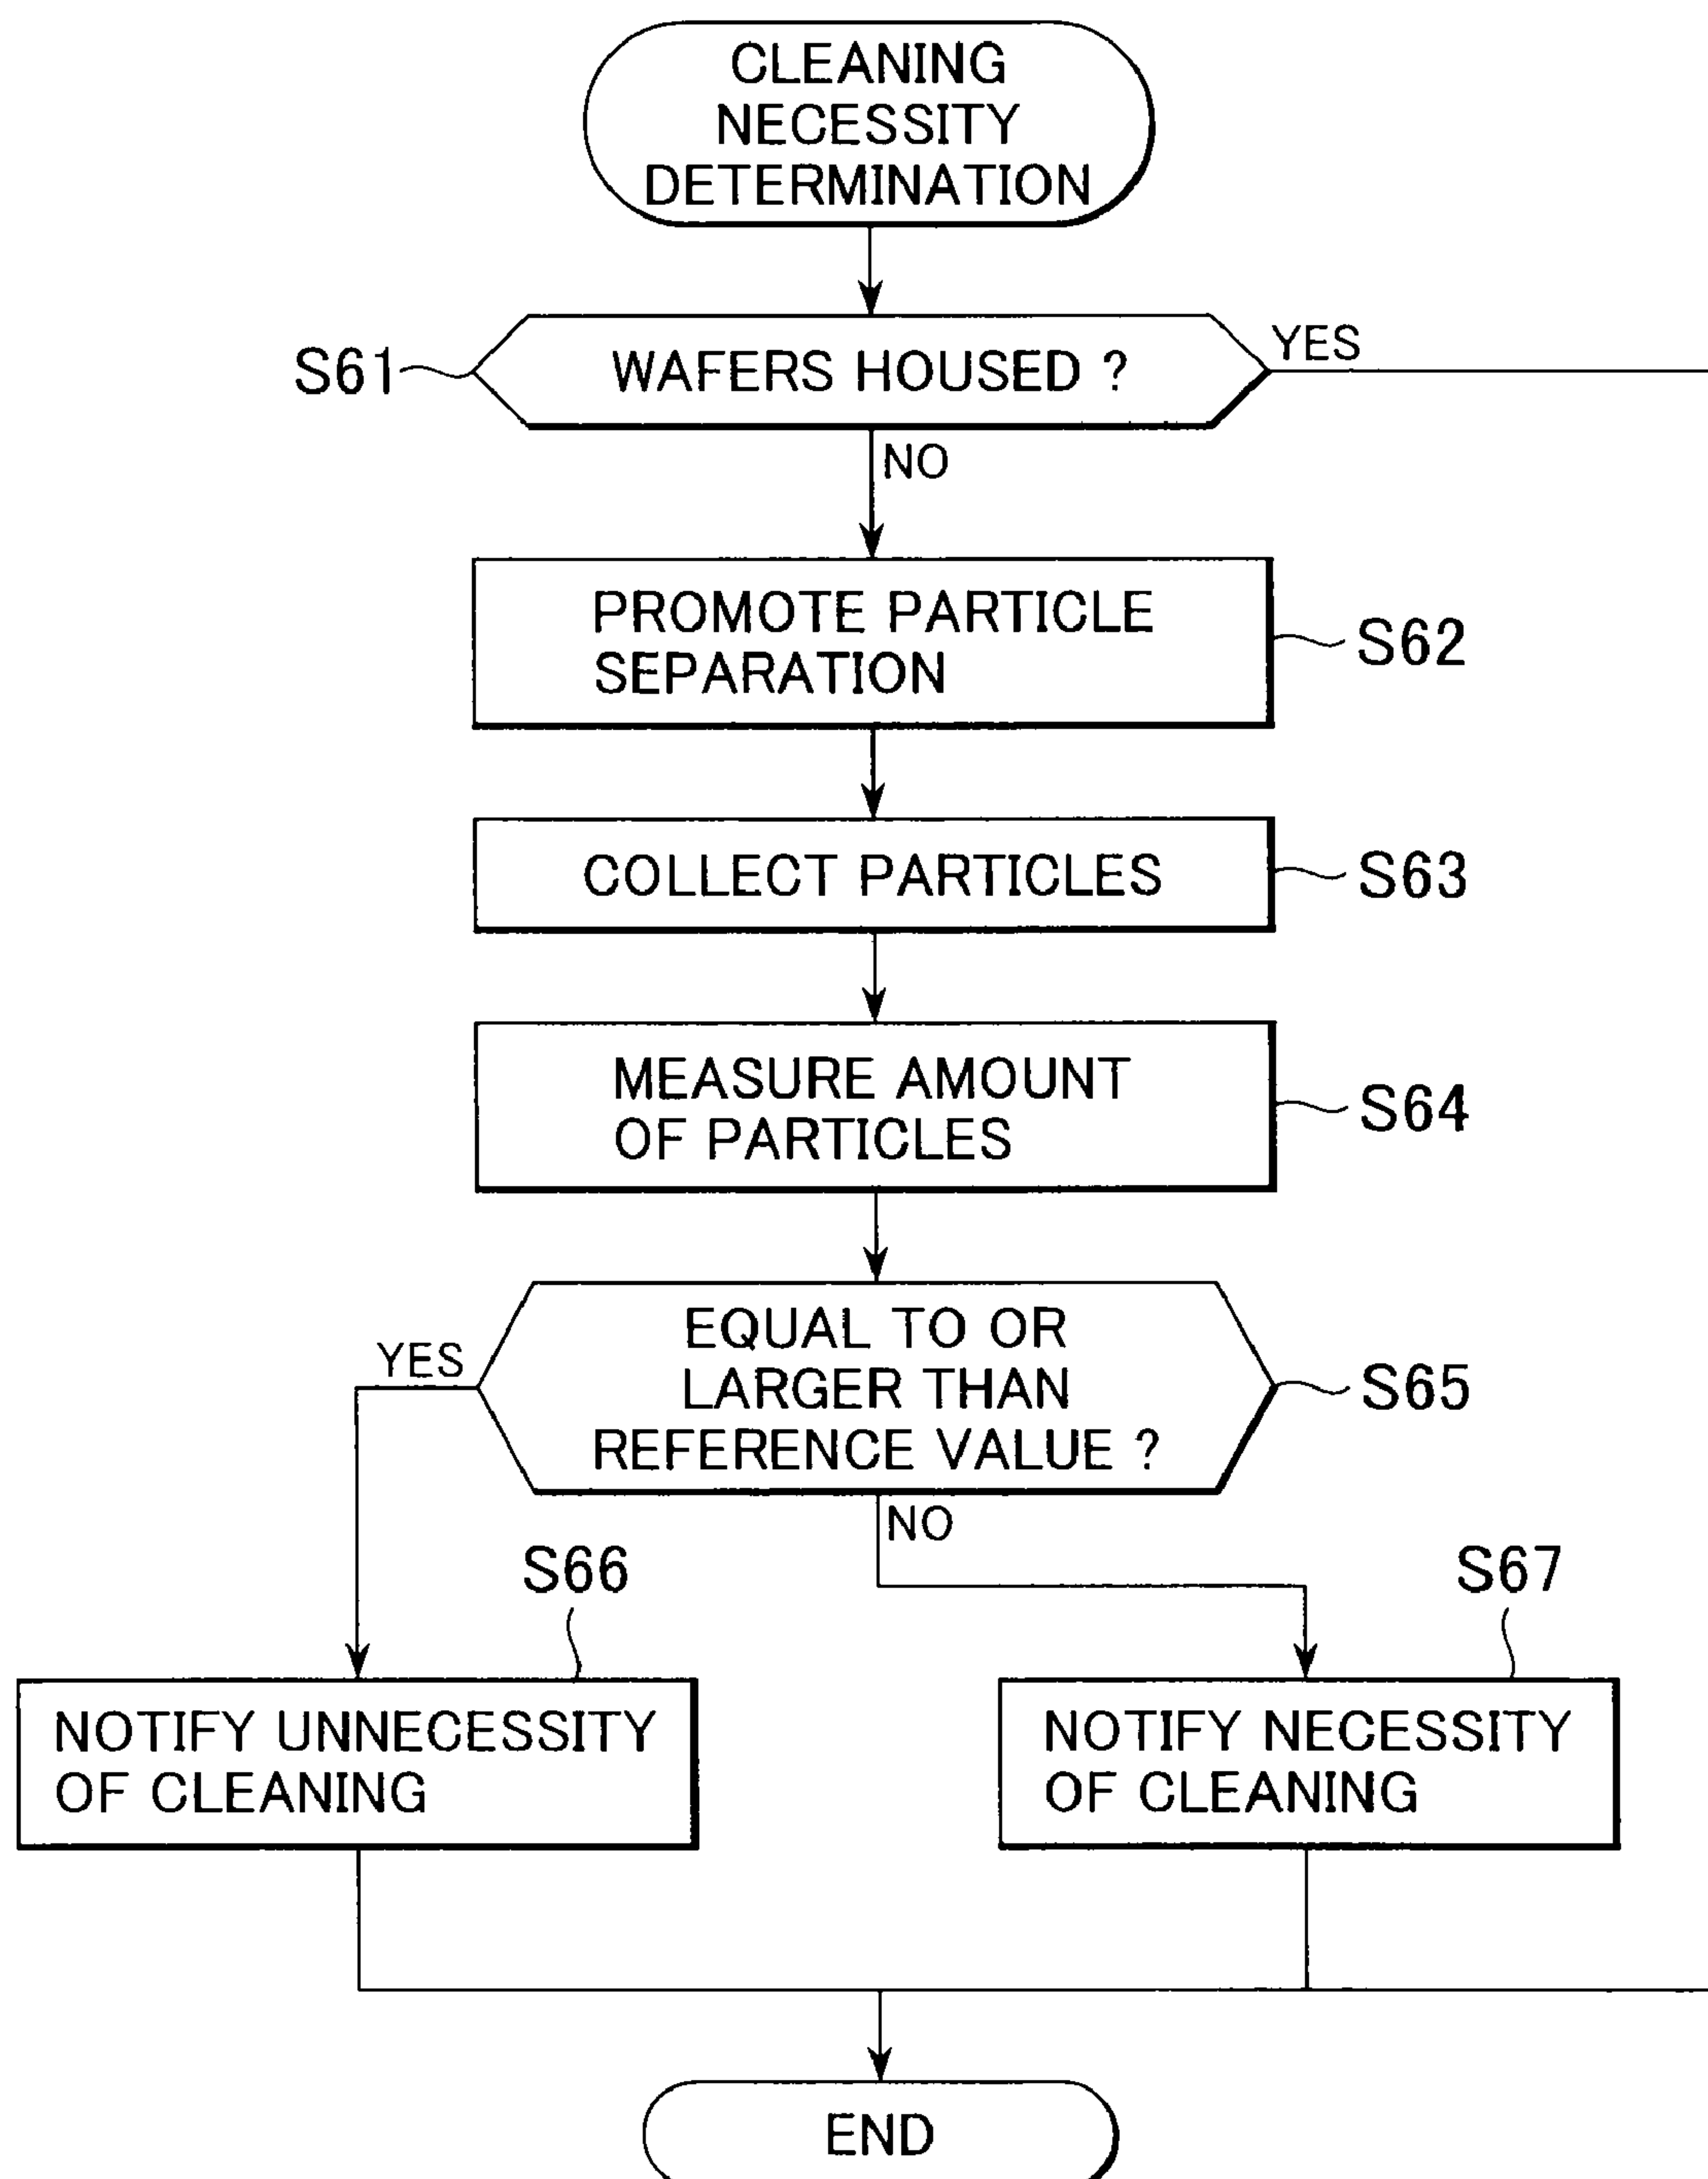 CLEANING
NECESSITY
DETERMINATION
S61
WAFERS HOUSED ?
YES
NO
PROMOTE PARTICLE
SEPARATION
S62
COLLECT PARTICLES
S63
MEASURE AMOUNT
OF PARTICLES
S64
YES
EQUAL TO OR
LARGER THAN
REFERENCE VALUE ?
S65
NO
S66
S67
NOTIFY UNNECESSITY
OF CLEANING
NOTIFY NECESSITY
OF CLEANING
END